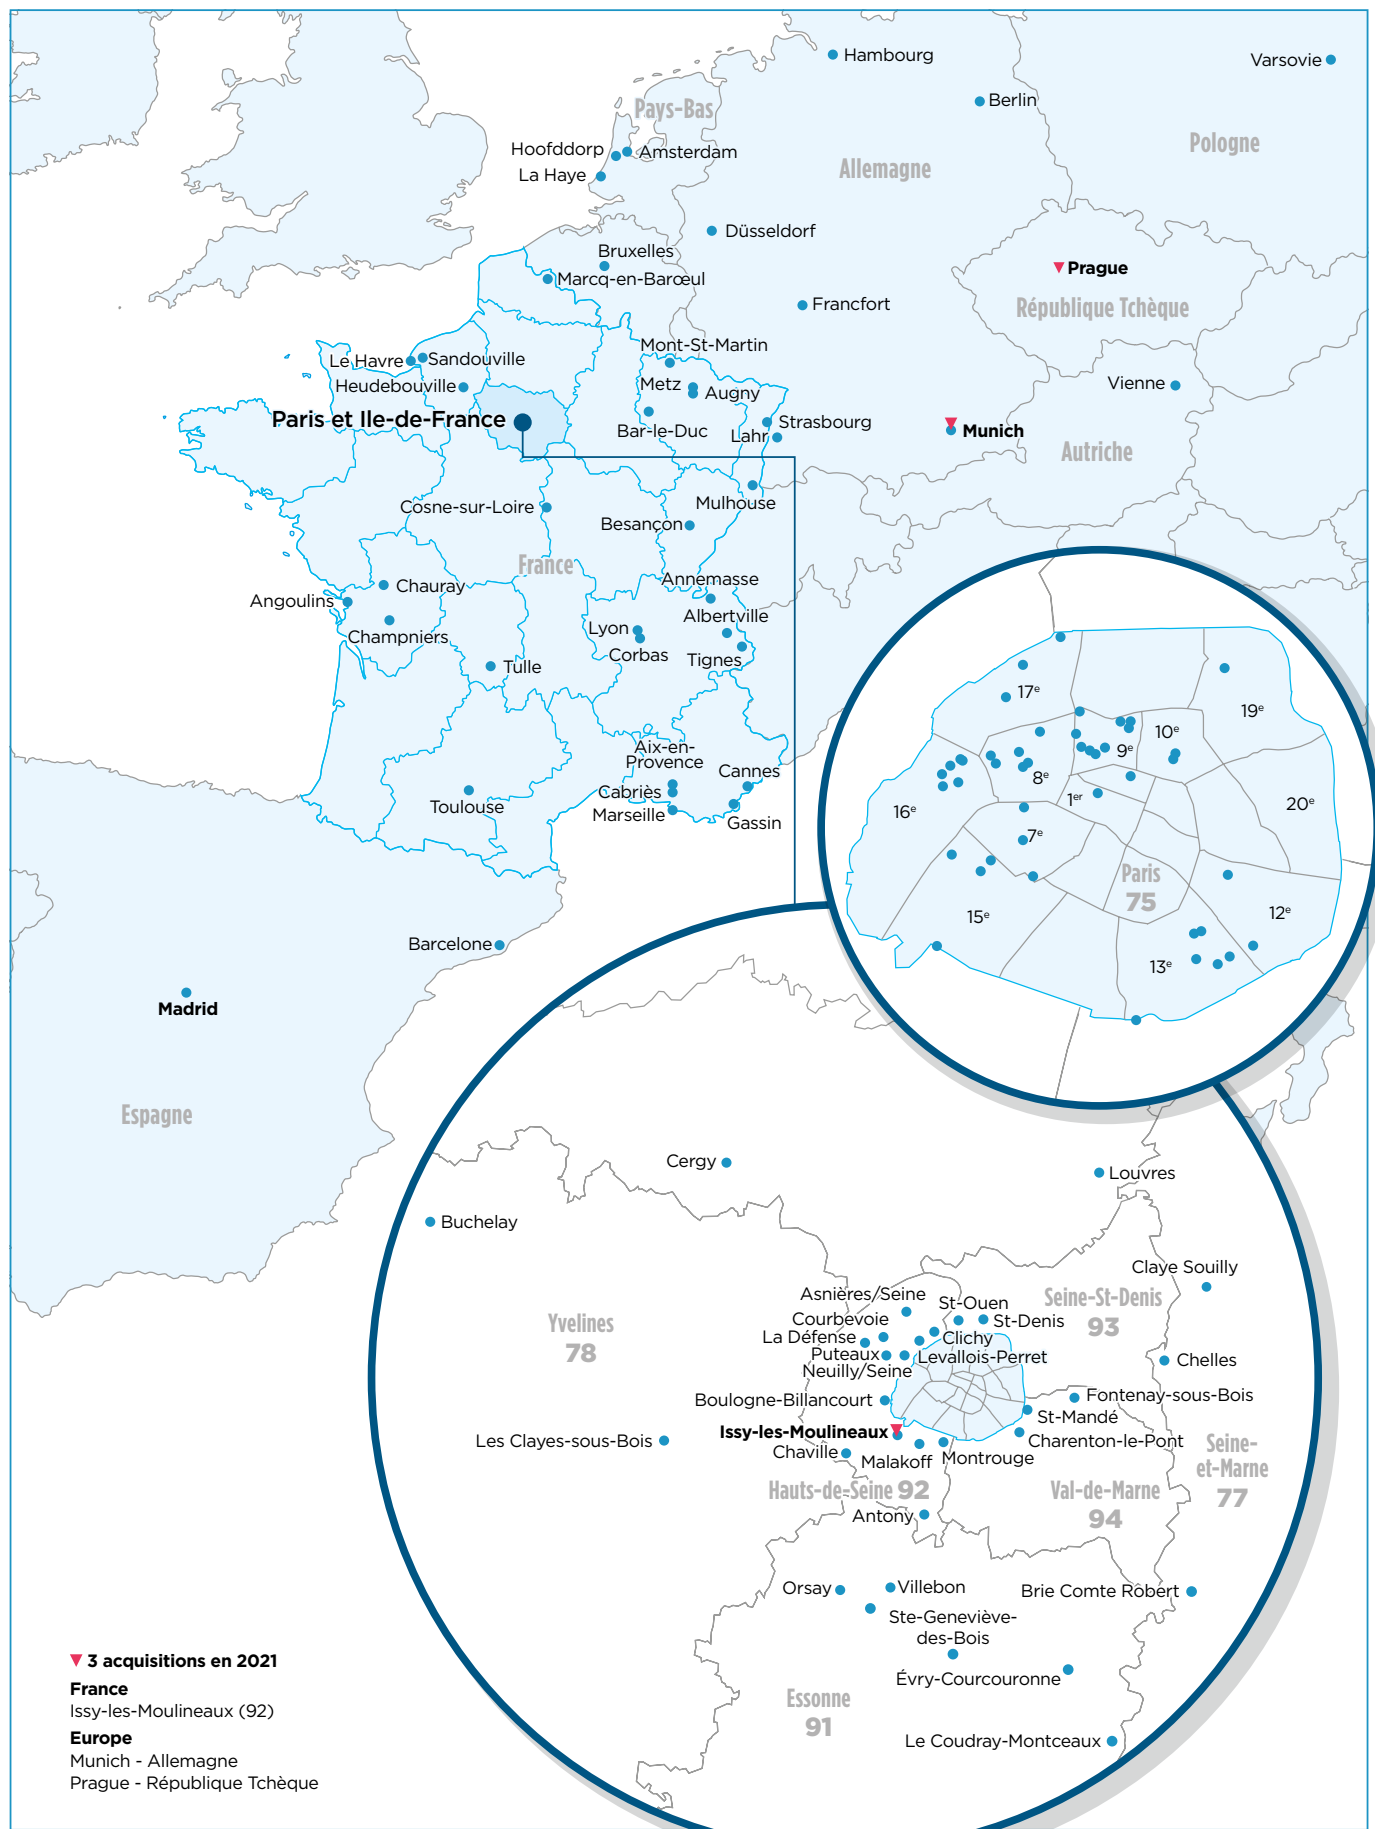 Hambourg
Varsovie
Berlin
Pays-Bas
Pologne
Hoofddorp
Amsterdam
La Haye
Allemagne
Düsseldorf
Bruxelles
Marcq-en-Barœul
Prague
République Tchèque
Francfort
Mont-St-Martin
Le Havre
Sandouville
Heudebouville
Metz
Augny
Vienne
Paris et Ile-de-France
Bar-le-Duc
Strasbourg
Lahr
Munich
Autriche
Cosne-sur-Loire
Mulhouse
Besançon
France
Annemasse
Chauray
Angoulins
Albertville
Champniers
Lyon
Corbas
Tignes
Tulle
17e
19e
10e
9e
8e
1er
16e
20e
7e
Paris
75
15e
12e
13e
Aix-en-
Provence
Cannes
Cabriès
Toulouse
Marseille
Gassin
Barcelone
Madrid
Espagne
Cergy
Louvres
Buchelay
Claye Souilly
Asnières/Seine
St-Ouen
Seine-St-Denis
93
Courbevoie
St-Denis
Yvelines
78
La Défense
Clichy
Puteaux
Levallois-Perret
Chelles
Neuilly/Seine
Boulogne-Billancourt
Fontenay-sous-Bois
St-Mandé
Issy-les-Moulineaux
Charenton-le-Pont
Les Clayes-sous-Bois
Chaville
Malakoff
Montrouge
Seine-
et-Marne
77
Hauts-de-Seine 92
Val-de-Marne
94
Antony
Orsay
Villebon
Brie Comte Robert
Ste-Geneviève-
des-Bois
Évry-Courcouronne
Essonne
91
Le Coudray-Montceaux
3 acquisitions en 2021
France
Issy-les-Moulineaux (92)
Europe
Munich - Allemagne
Prague - République Tchèque